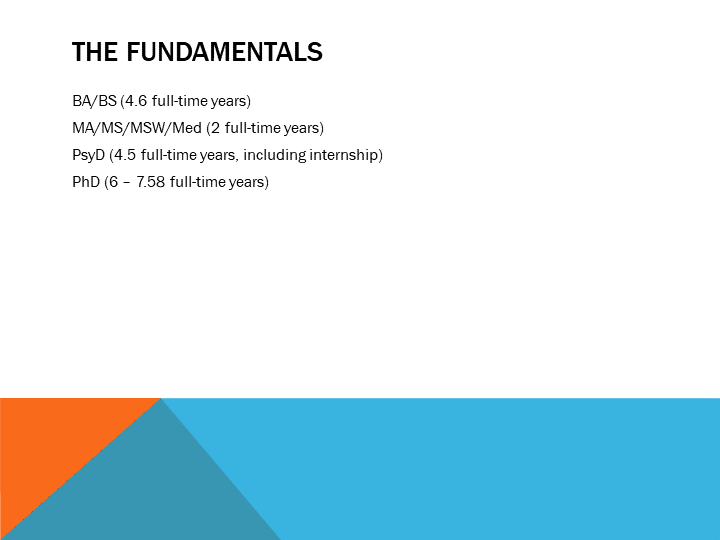 THE FUNDAMENTALS
BA/BS (4.6 full-time years)
MA/MS/MSW/Med (2 full-time years)
PsyD (4.5 full-time years, including internship)
PhD (6 – 7.58 full-time years)